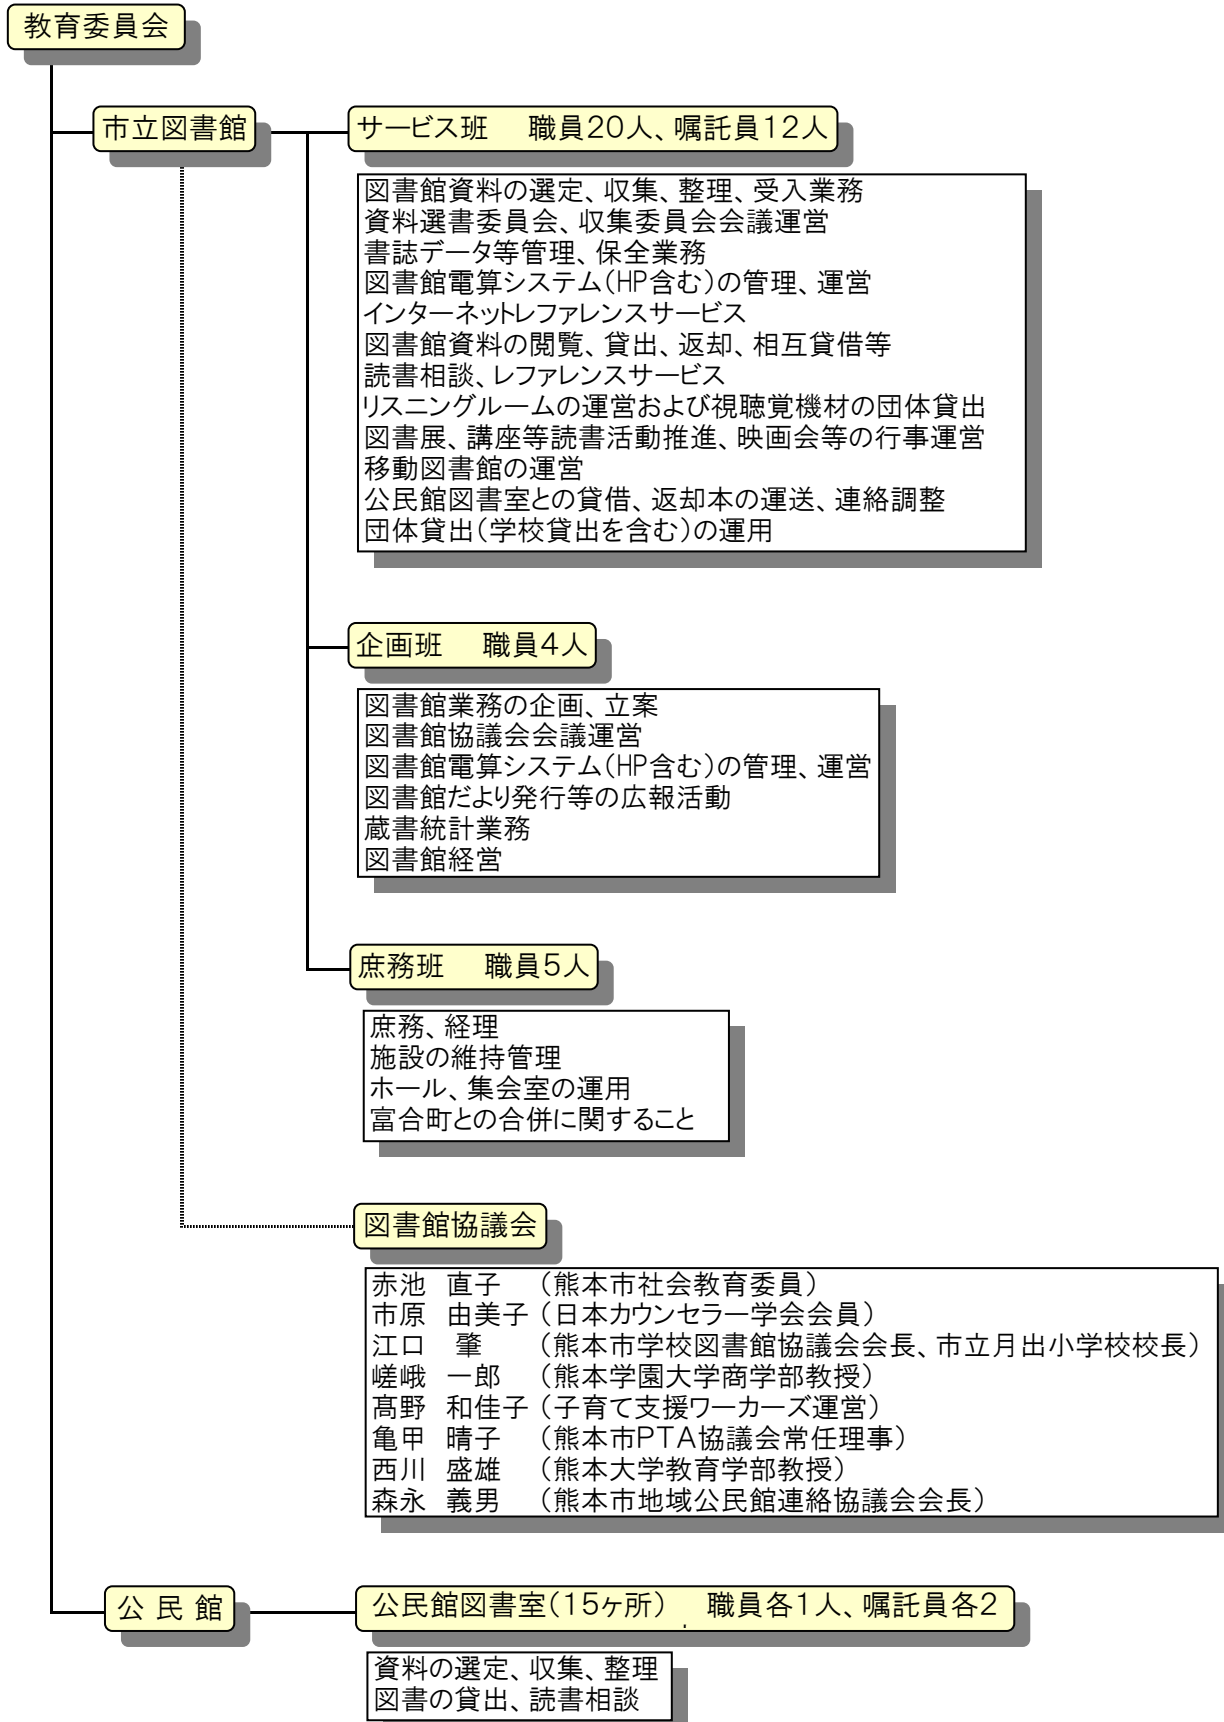 教育委員会
市立図書館
サービス班　職員20人、嘱託員12人
図書館資料の選定、収集、整理、受入業務
資料選書委員会、収集委員会会議運営
書誌データ等管理、保全業務
図書館電算システム（HP含む）の管理、運営
インターネットレファレンスサービス
図書館資料の閲覧、貸出、返却、相互貸借等
読書相談、レファレンスサービス
リスニングルームの運営および視聴覚機材の団体貸出
図書展、講座等読書活動推進、映画会等の行事運営
移動図書館の運営
公民館図書室との貸借、返却本の運送、連絡調整
団体貸出（学校貸出を含む）の運用
企画班　職員4人
図書館業務の企画、立案
図書館協議会会議運営
図書館電算システム（HP含む）の管理、運営
図書館だより発行等の広報活動
蔵書統計業務
図書館経営
庶務班　職員5人
庶務、経理
施設の維持管理
ホール、集会室の運用
富合町との合併に関すること
図書館協議会
赤池　直子　（熊本市社会教育委員）
市原　由美子（日本カウンセラー学会会員）
江口　肇　（熊本市学校図書館協議会会長、市立月出小学校校長）
嵯峨　一郎　（熊本学園大学商学部教授）
髙野　和佳子（子育て支援ワーカーズ運営）
亀甲　晴子　（熊本市PTA協議会常任理事）
西川　盛雄　（熊本大学教育学部教授）
森永　義男　（熊本市地域公民館連絡協議会会長）
公 民 館
公民館図書室（15ヶ所）　職員各1人、嘱託員各2
資料の選定、収集、整理
図書の貸出、読書相談